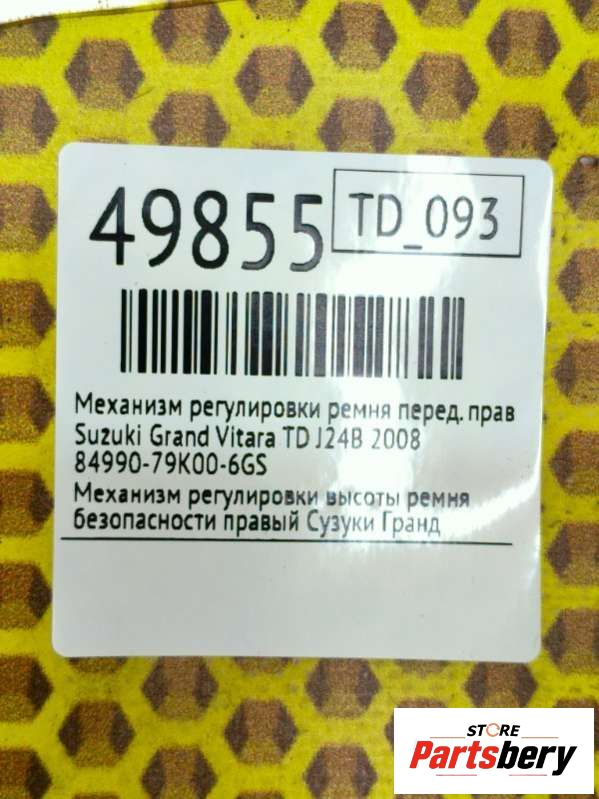 49855 TD_093
Механизм регулировки ремня перед. прав
Suzuki Grand Vitara TD J24B 2008
84990-79K00-6GS
Механизм регулировки высоты ремня
безопасности правый Сузуки Гранд
STORE
Partsbery